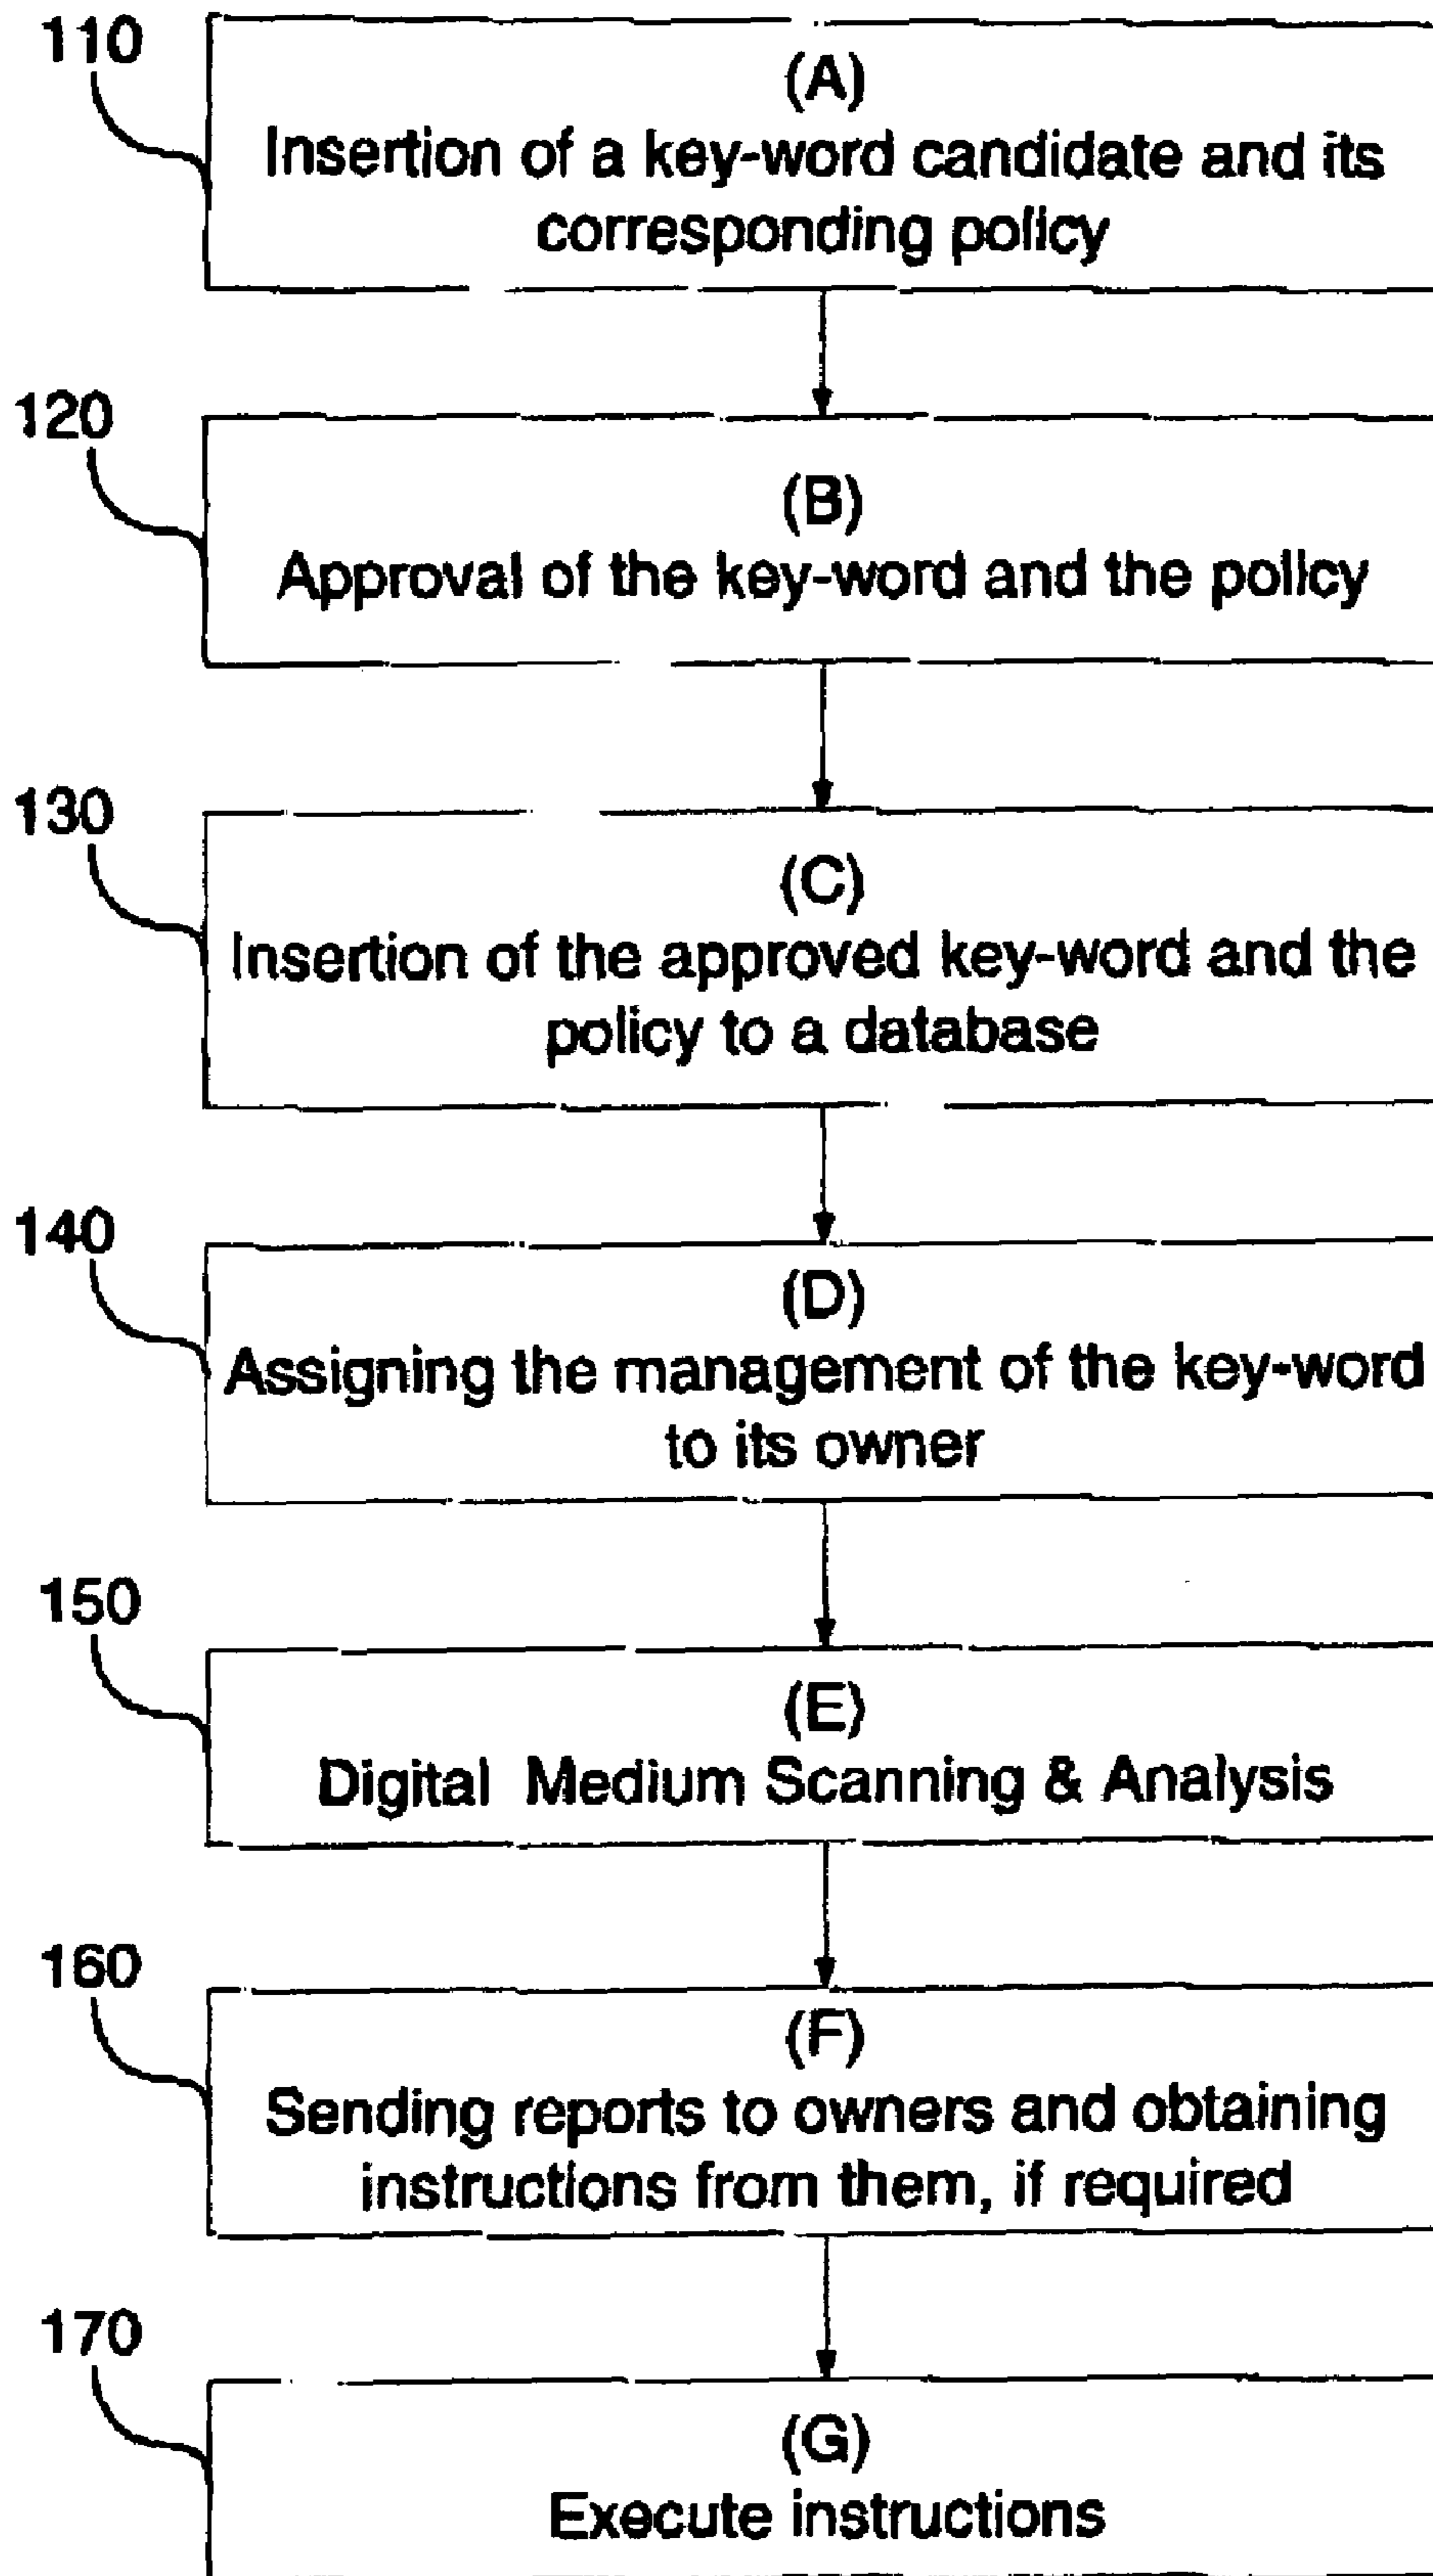 110
(A)
Insertion of a key-word candidate and its
corresponding policy
120
(B)
Approval of the key-word and the policy
130
(C)
Insertion of the approved key-word and the
policy to a database
140
(D)
Assigning the management of the key-word
to its owner
150
(E)
Digital Medium Scanning & Analysis
160
(F)
Sending reports to owners and obtaining
instructions from them, if required
170
(G)
Execute instructions